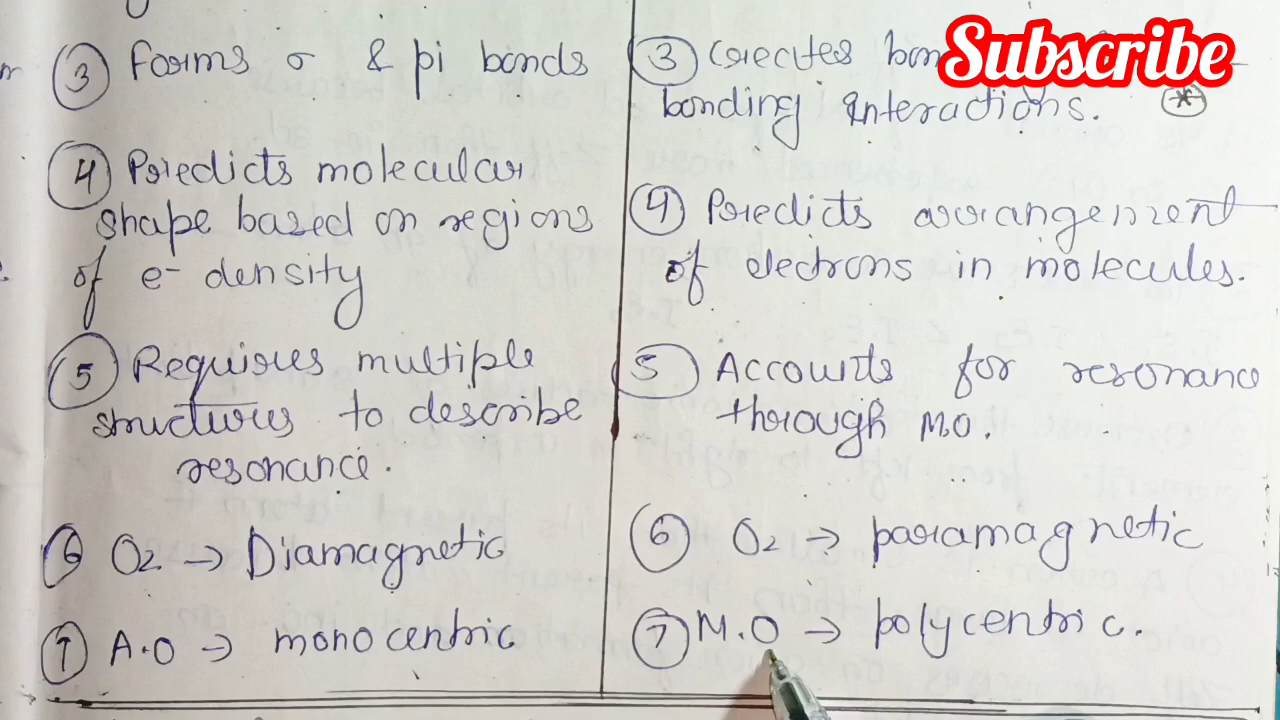 ③ Forms σ & pi bonds
④ Predicts molecular
shape based on regions
of e- density
⑤ Requires multiple
structures to describe
resonance.
⑥ O2 → Diamagnetic
⑦ A.O → monocentric
Subscribe
③ creates
bonding interactions. (*)
④ Predicts arrangement
of electrons in molecules.
⑤ Accounts for resonance
through M.O.
⑥ O2 → paramagnetic
⑦ M.O → polycentric.